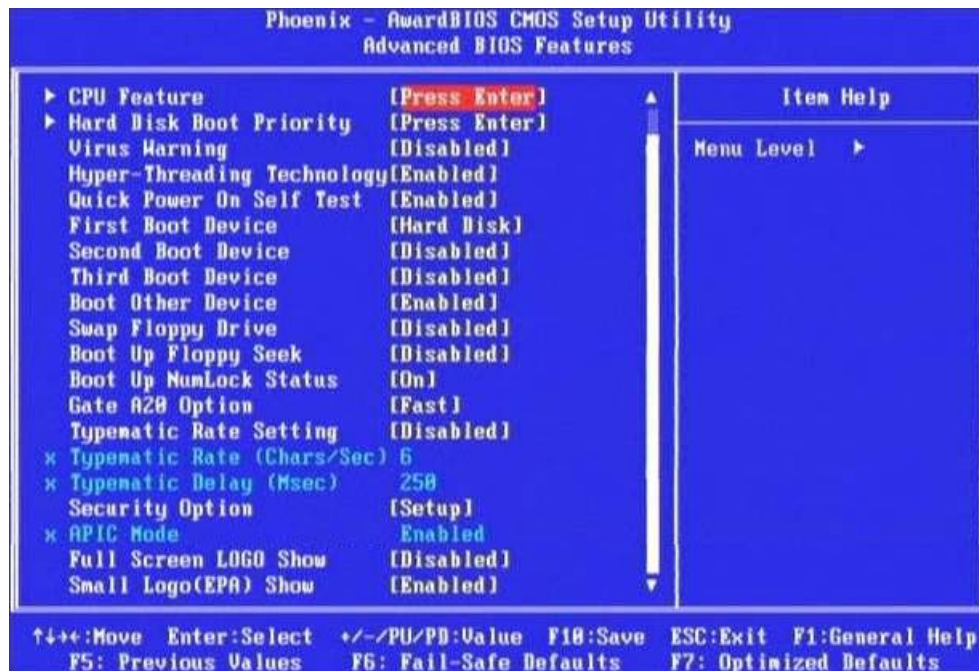 Phoenix - AwardBIOS CMOS Setup Utility
Advanced BIOS Features
▶ CPU Feature [Press Enter]
▶ Hard Disk Boot Priority [Press Enter]
Virus Warning [Disabled]
Hyper-Threading Technology[Enabled]
Quick Power On Self Test [Enabled]
First Boot Device [Hard Disk]
Second Boot Device [Disabled]
Third Boot Device [Disabled]
Boot Other Device [Enabled]
Swap Floppy Drive [Disabled]
Boot Up Floppy Seek [Disabled]
Boot Up NumLock Status [On]
Gate A20 Option [Fast]
Typematic Rate Setting [Disabled]
x Typematic Rate (Chars/Sec) 6
x Typematic Delay (Msec) 250
Security Option [Setup]
x APIC Mode Enabled
Full Screen LOGO Show [Disabled]
Small Logo(EPA) Show [Enabled]
Item Help
Menu Level ▶
↑↓→←:Move Enter:Select +/-/PU/PD:Value F10:Save ESC:Exit F1:General Help
F5: Previous Values F6: Fail-Safe Defaults F7: Optimized Defaults